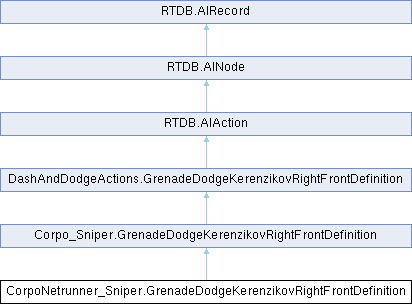 RTDB.AIRecord
RTDB.AINode
RTDB.AIAction
DashAndDodgeActions.GrenadeDodgeKerenzikovRightFrontDefinition
Corpo_Sniper.GrenadeDodgeKerenzikovRightFrontDefinition
CorpoNetrunner_Sniper.GrenadeDodgeKerenzikovRightFrontDefinition